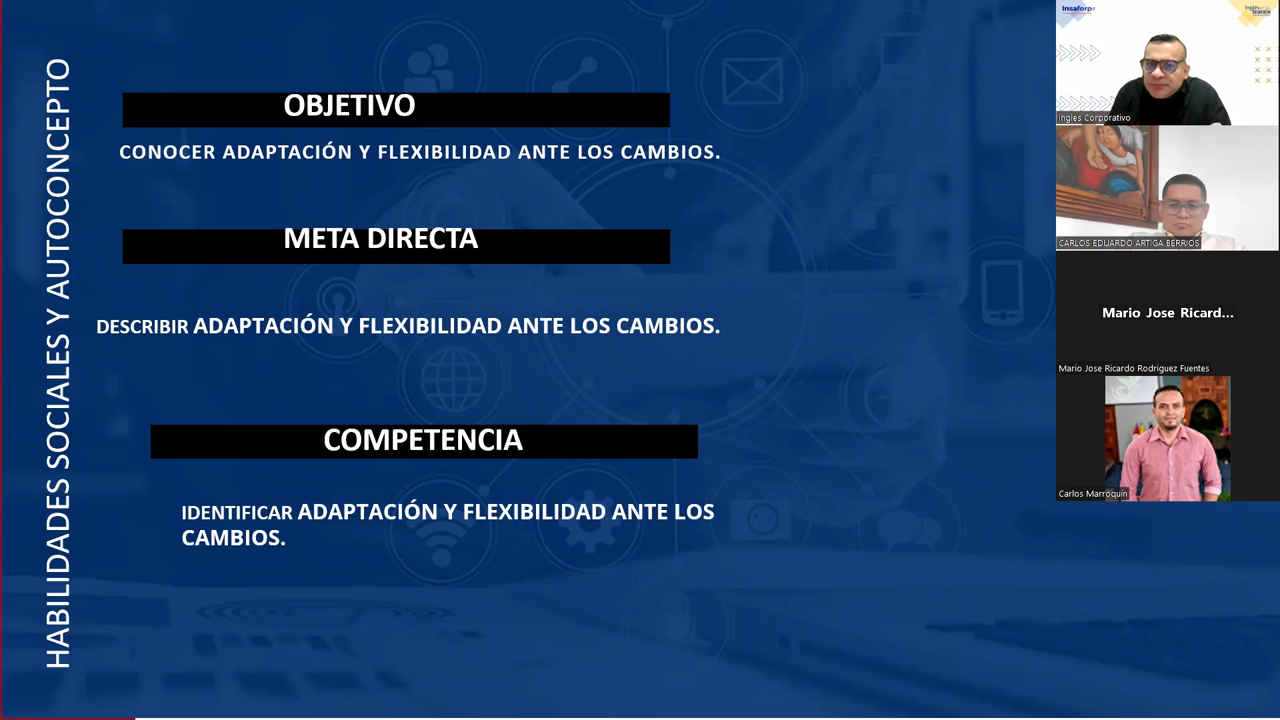 HABILIDADES SOCIALES Y AUTOCONCEPTO
OBJETIVO
CONOCER ADAPTACIÓN Y FLEXIBILIDAD ANTE LOS CAMBIOS.
META DIRECTA
DESCRIBIR ADAPTACIÓN Y FLEXIBILIDAD ANTE LOS CAMBIOS.
COMPETENCIA
IDENTIFICAR ADAPTACIÓN Y FLEXIBILIDAD ANTE LOS
CAMBIOS.
Insaforp
Ingles Corporativo
CARLOS EDUARDO ARTIGA BERRIOS
Mario Jose Ricard...
Mario Jose Ricardo Rodriguez Fuentes
Carlos Marroquín